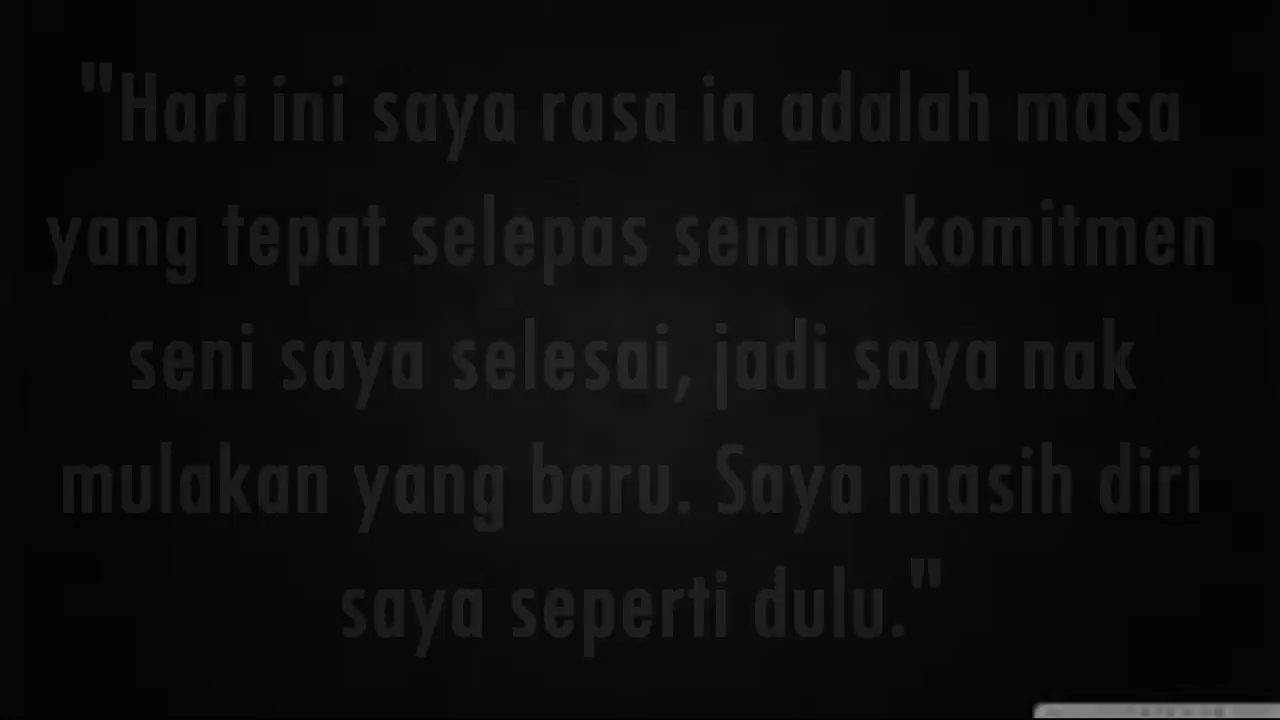 "Hari ini saya rasa ia adalah masa
yang tepat selepas semua komitmen
seni saya selesai, jadi saya nak
mulakan yang baru. Saya masih diri
saya seperti dulu."